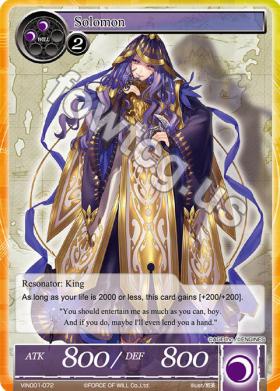 Solomon
WILL
2
fowtcg.us
Resonator: King
As long as your life is 2000 or less, this card gains [+200/+200].
"You should entertain me as much as you can, boy.
And if you do, maybe I'll even lend you a hand."
ATK 800/ DEF 800
VIN001-072
©FORCE OF WILL Co.,Ltd.